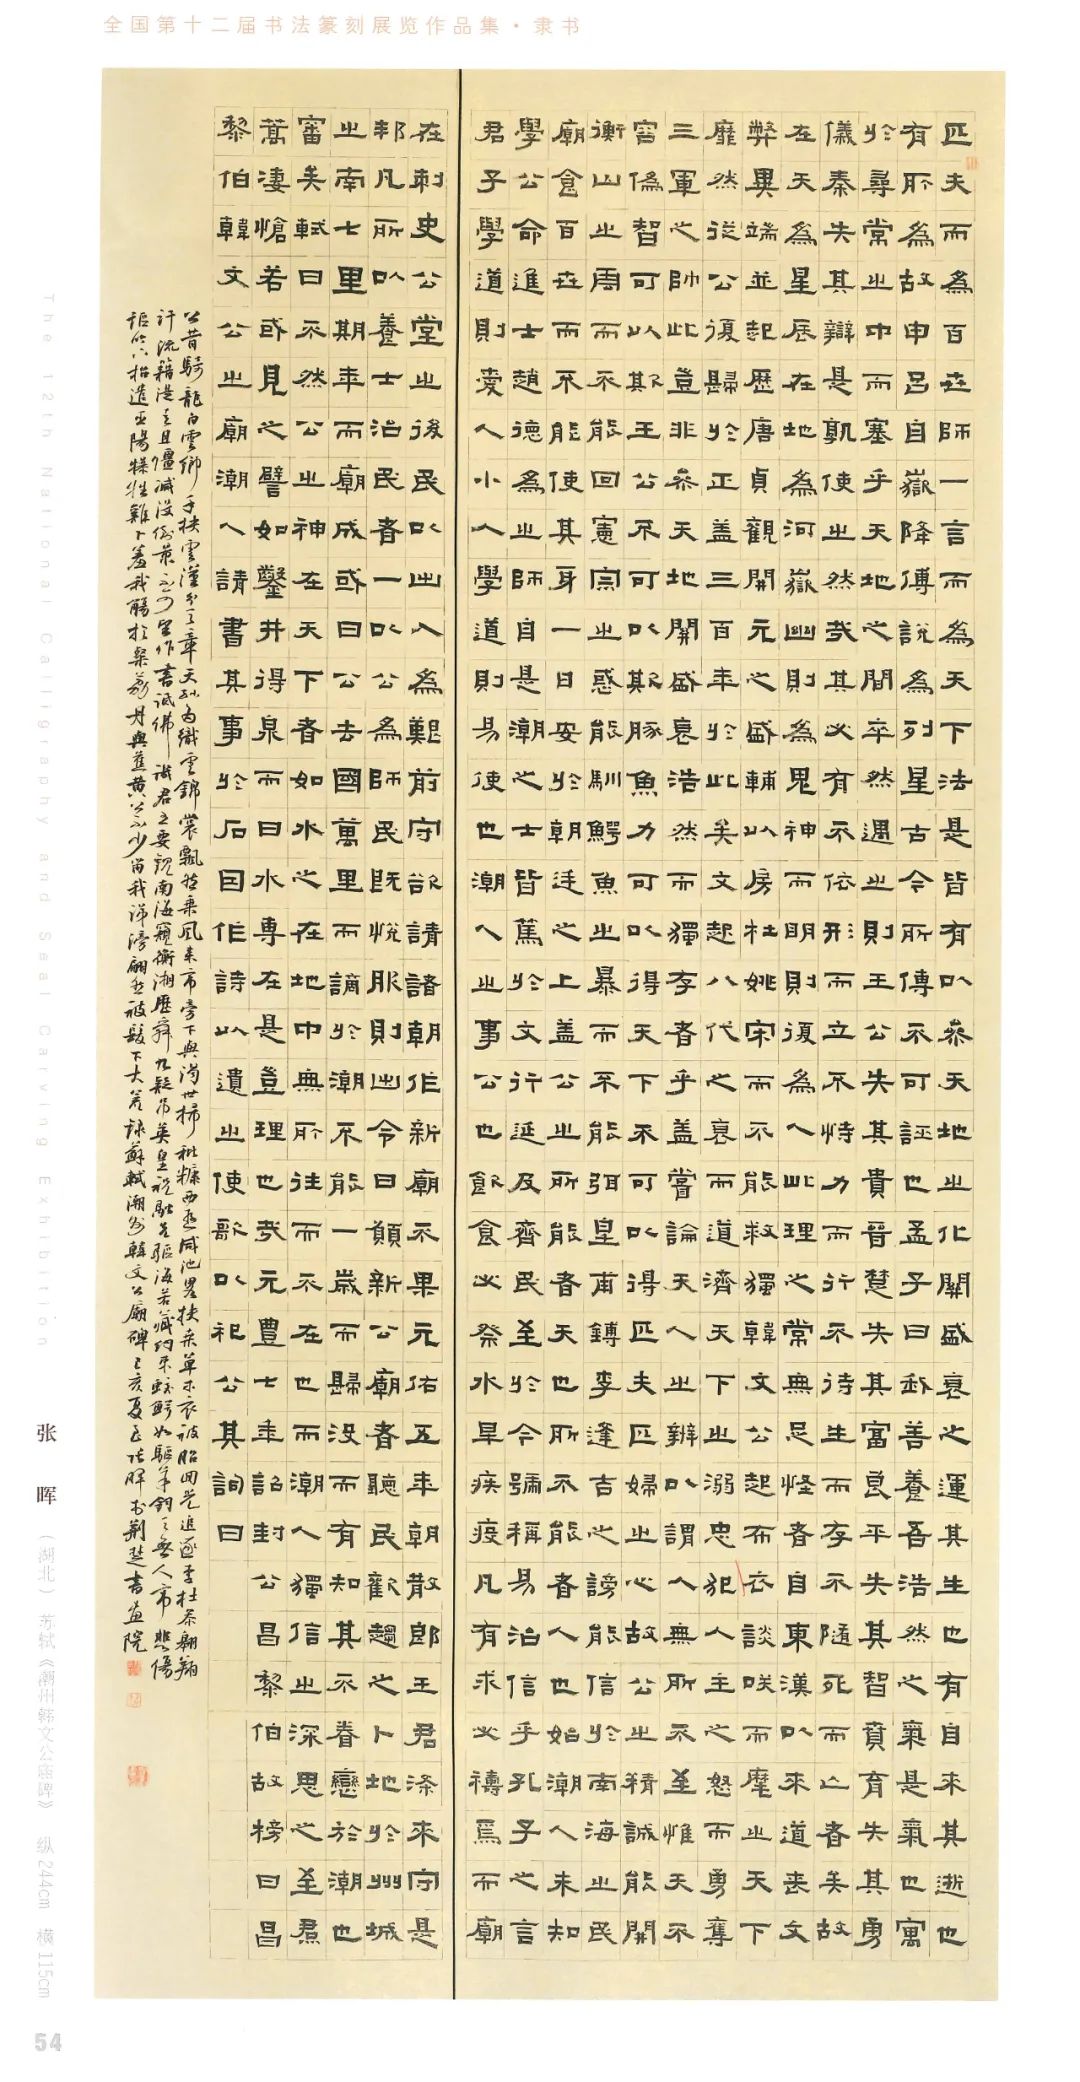 全国第十二届书法篆刻展览作品集·隶书
匹夫而為百世師一言而為天下法是皆有以參天地之化關盛衰之運其生也有自來其逝也
有所為故申呂自嶽降傅說為列星古今所傳不可誣也孟子曰我善養吾浩然之氣是氣也寓
於尋常之中而塞乎天地之間卒然遇之則王公失其貴晉楚失其富良平失其智賁育失其勇
儀秦失其辯是孰使之然哉其必有不依形而立不恃力而行不待生而存不隨死而亡者矣故
在天為星辰在地為河嶽幽則為鬼神而明則復為人此理之常無足怪者自東漢以來道喪文
弊異端並起歷唐貞觀開元之盛輔以房杜姚宋而不能救獨韓文公起布衣談咲而麾之天下
靡然從公復歸於正蓋三百年於此矣文起八代之衰而道濟天下之溺忠犯人主之怒而勇奪
三軍之帥此豈非參天地關盛衰浩然而獨存者乎蓋嘗論天人之辨以謂人無所不至惟天不
容偽智可以欺王公不可以欺豚魚力可以得天下不可以得匹夫匹婦之心故公之精誠能開
衡山之雲而不能回憲宗之惑能馴鱷魚之暴而不能弭皇甫鎛李逢吉之謗能信於南海之民
廟食百世而不能使其身一日安於朝廷之上蓋公之所能者天也所不能者人也始潮人未知
學公命進士趙德為之師自是潮之士皆篤於文行延及齊民至於今號稱易治信乎孔子之言
君子學道則愛人小人學道則易使也潮人之事公也飲食必祭水旱疾疫凡有求必禱焉而廟
在刺史公堂之後民以出入為艱前守欲請諸朝作新廟不果元佑五年朝散郎王君滌來守是
邦凡所以養士治民者一以公為師民既悅服則出令曰願新公廟者聽民歡趨之卜地於州城
之南七里期年而廟成或曰公去國萬里而謫於潮不能一歲而歸沒而有知其不眷戀於潮也
審矣軾曰不然公之神在天下者如水之在地中無所往而不在也而潮人獨信之深思之至焄
蒿凄愴若或見之譬如鑿井得泉而曰水專在是豈理也哉元豐七年詔封公昌黎伯故榜曰昌
黎伯韓文公之廟潮人請書其事於石因作詩以遺之使歌以祀公其詞曰
公昔騎龍白雲鄉手抉雲漢分天章天孫為織雲錦裳飄然乘風來帝旁下與濁世掃秕糠西游咸池略扶桑草木衣被昭回光追逐李杜參翱翔
汗流籍湜走且僵滅沒倒景不可望作書詆佛譏君王要觀南海窺衡湘歷舜九疑吊英皇祝融先驅海若藏約束蛟鱷如驅羊鈞天無人帝悲傷
謳吟下招遣巫陽犦牲雞卜羞我觴於粲荔丹與蕉黃公不少留我涕滂翩然被髮下大荒錄蘇軾潮州韓文公廟碑己亥夏張暉於荊楚書畫院
The 12th National Calligraphy and Seal Carving Exhibition
张晖（湖北）苏轼《潮州韩文公庙碑》 纵244cm 横115cm
54